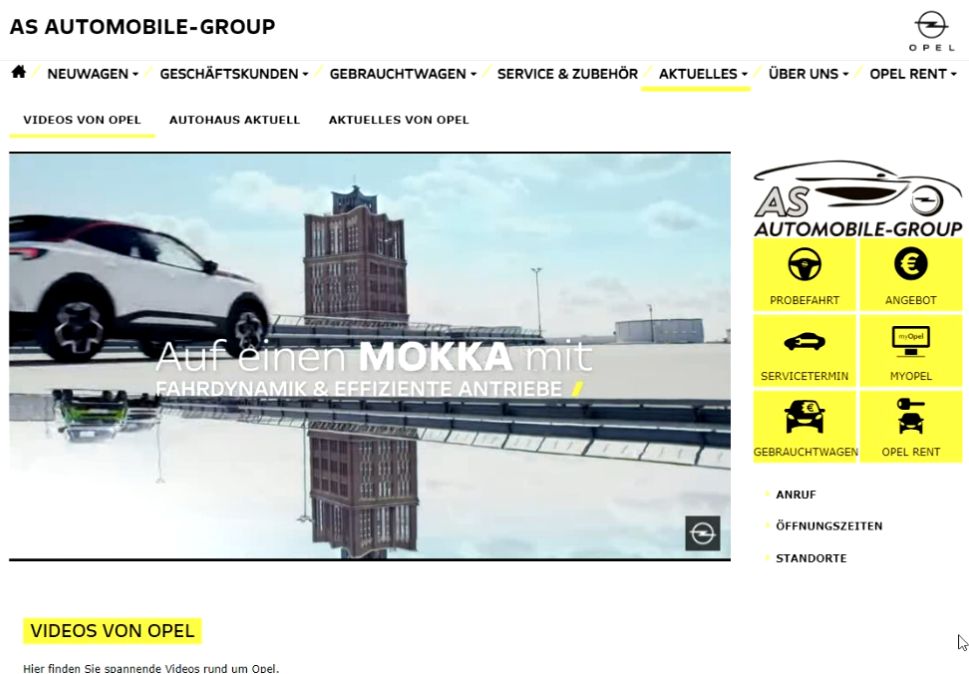 AS AUTOMOBILE-GROUP
OPEL
NEUWAGEN
GESCHÄFTSKUNDEN
GEBRAUCHTWAGEN
SERVICE & ZUBEHÖR
AKTUELLES
ÜBER UNS
OPEL RENT
VIDEOS VON OPEL
AUTOHAUS AKTUELL
AKTUELLES VON OPEL
Auf einen MOKKA mit
FAHRDYNAMIK & EFFIZIENTE ANTRIEBE
AS
AUTOMOBILE-GROUP
PROBEFAHRT
ANGEBOT
SERVICETERMIN
myOpel
MYOPEL
GEBRAUCHTWAGEN
OPEL RENT
ANRUF
ÖFFNUNGSZEITEN
STANDORTE
VIDEOS VON OPEL
Hier finden Sie spannende Videos rund um Opel.